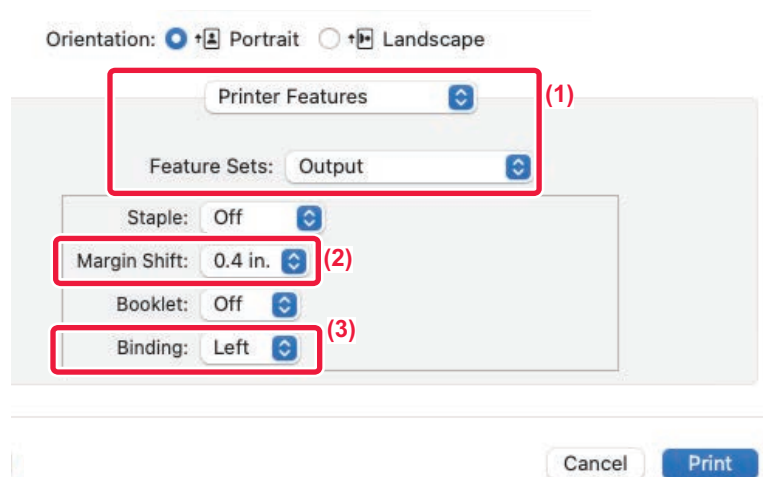 Orientation: Portrait Landscape
Printer Features (1)
Feature Sets: Output
Staple: Off
Margin Shift: 0.4 in. (2)
Booklet: Off
(3)
Binding: Left
Cancel Print